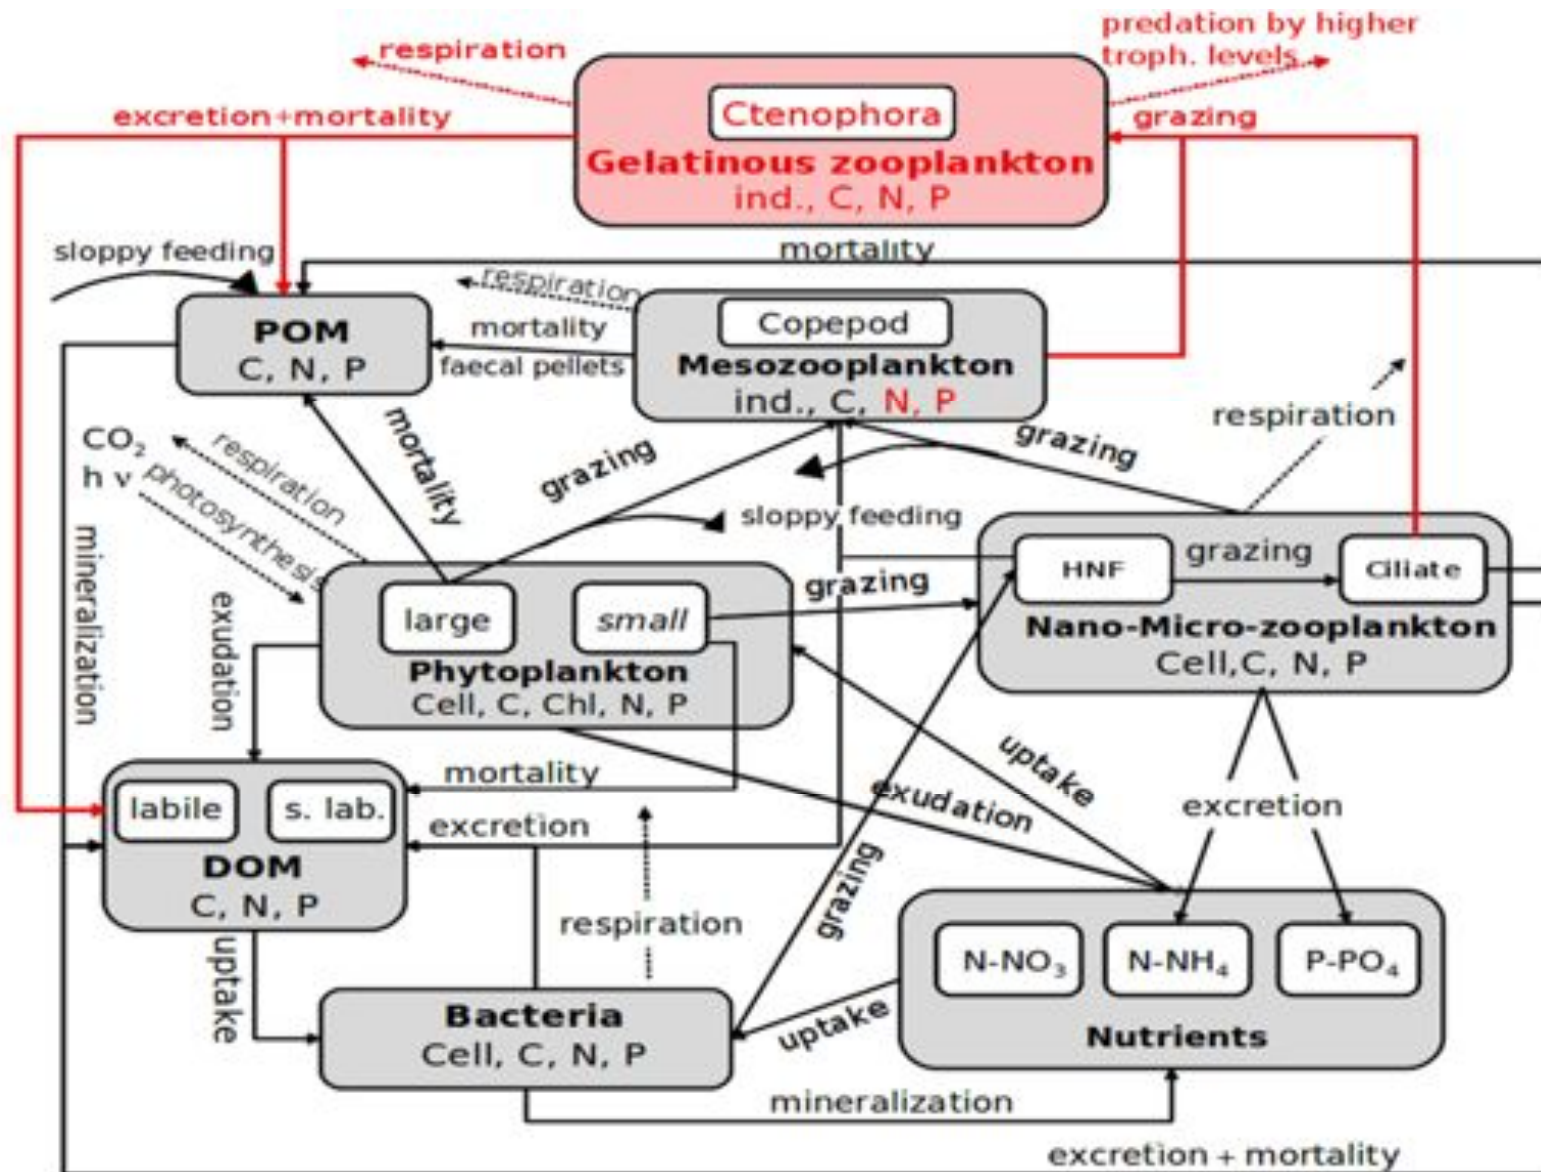 predation by higher
troph. levels
respiration
excretion+mortality
Ctenophora
grazing
Gelatinous zooplankton
ind., C, N, P
sloppy feeding
mortality
respiration
POM
C, N, P
mortality
faecal pellets
Copepod
Mesozooplankton
ind., C, N, P
respiration
CO₂
h ν
respiration
photosynthesis
mortality
grazing
grazing
sloppy feeding
mineralization
exudation
large
small
Phytoplankton
Cell, C, Chl, N, P
grazing
HNF
grazing
Ciliate
Nano-Micro-zooplankton
Cell,C, N, P
mortality
uptake
exudation
excretion
labile
s. lab.
DOM
C, N, P
excretion
grazing
respiration
uptake
N-NO₃
N-NH₄
P-PO₄
Nutrients
Bacteria
Cell, C, N, P
uptake
mineralization
excretion + mortality